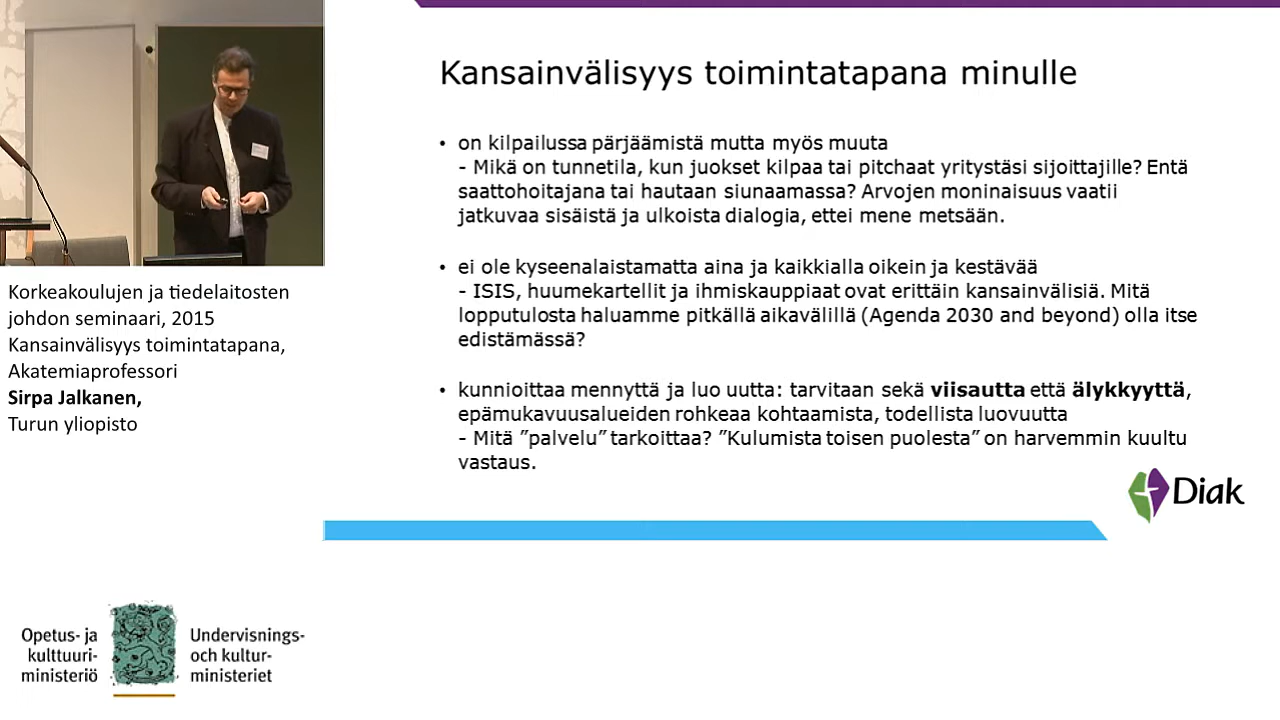 Kansainvälisyys toimintatapana minulle
• on kilpailussa pärjäämistä mutta myös muuta
- Mikä on tunnetila, kun juokset kilpaa tai pitchaat yritystäsi sijoittajille? Entä
saattohoitajana tai hautaan siunaamassa? Arvojen moninaisuus vaatii
jatkuvaa sisäistä ja ulkoista dialogia, ettei mene metsään.
• ei ole kyseenalaistamatta aina ja kaikkialla oikein ja kestävää
- ISIS, huumekartellit ja ihmiskauppiaat ovat erittäin kansainvälisiä. Mitä
lopputulosta haluamme pitkällä aikavälillä (Agenda 2030 and beyond) olla itse
edistämässä?
• kunnioittaa mennyttä ja luo uutta: tarvitaan sekä viisautta että älykkyyttä,
epämukavuusalueiden rohkeaa kohtaamista, todellista luovuutta
- Mitä ”palvelu” tarkoittaa? ”Kulumista toisen puolesta” on harvemmin kuultu
vastaus.
Diak
Korkeakoulujen ja tiedelaitosten
johdon seminaari, 2015
Kansainvälisyys toimintatapana,
Akatemiaprofessori
Sirpa Jalkanen,
Turun yliopisto
Opetus- ja
kulttuuri-
ministeriö
Undervisnings-
och kultur-
ministeriet